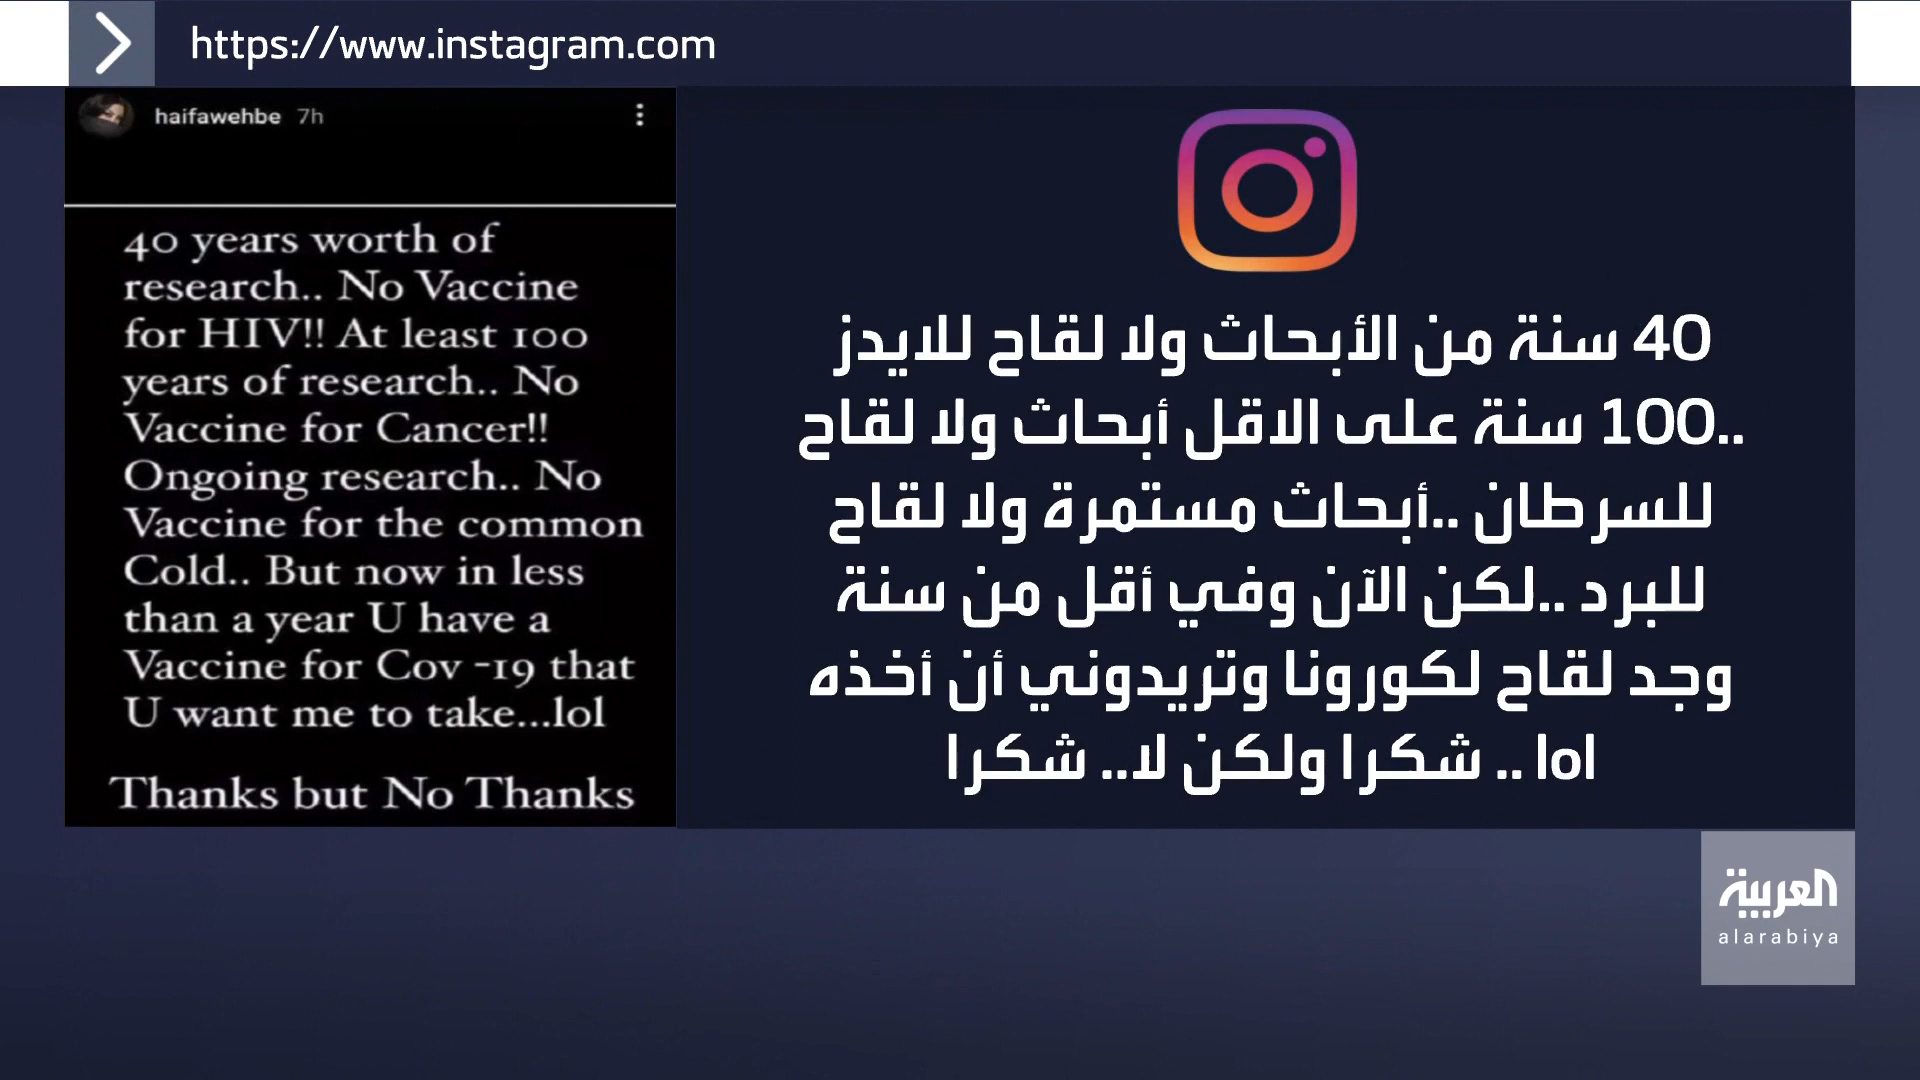 https://www.instagram.com
haifawehbe 7h
40 years worth of
research.. No Vaccine
for HIV!! At least 100
years of research.. No
Vaccine for Cancer!!
Ongoing research.. No
Vaccine for the common
Cold.. But now in less
than a year U have a
Vaccine for Cov -19 that
U want me to take...lol
Thanks but No Thanks
40 سنة من الأبحاث ولا لقاح للايدز
..100 سنة على الاقل أبحاث ولا لقاح
للسرطان ..أبحاث مستمرة ولا لقاح
للبرد ..لكن الآن وفي أقل من سنة
وجد لقاح لكورونا وتريدوني أن أخذه
lol .. شكرا ولكن لا.. شكرا
العربية
alarabiya